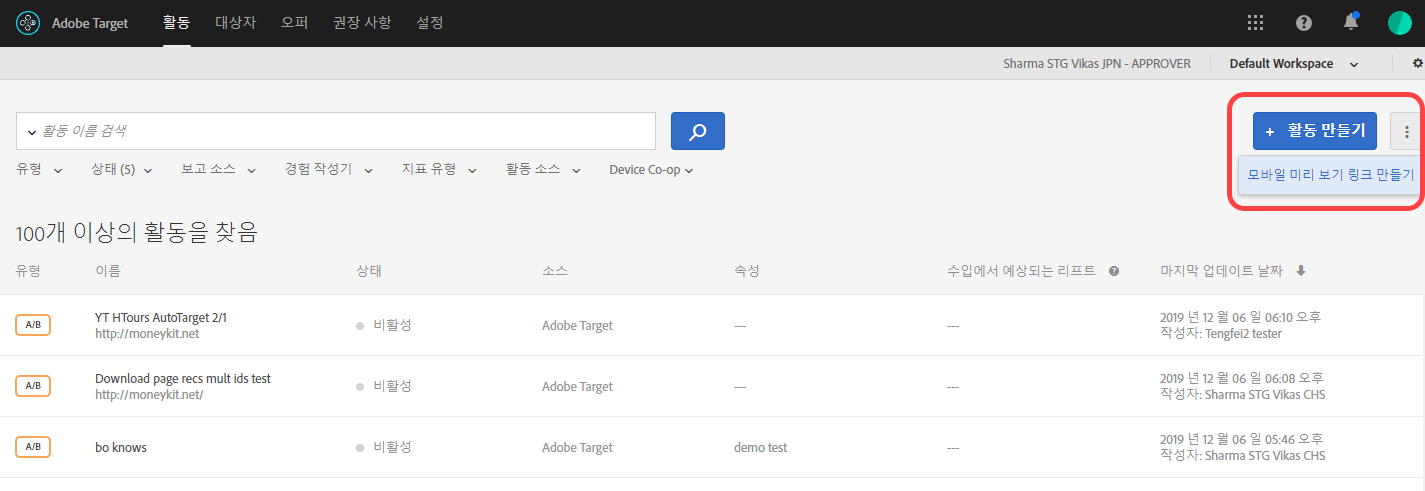 Adobe Target 활동 대상자 오퍼 권장 사항 설정
Sharma STG Vikas JPN - APPROVER Default Workspace
활동 이름 검색 + 활동 만들기
유형 상태 (5) 보고 소스 경험 작성기 지표 유형 활동 소스 Device Co-op
모바일 미리 보기 링크 만들기
100개 이상의 활동을 찾음
유형 이름 상태 소스 속성 수입에서 예상되는 리프트 마지막 업데이트 날짜
A/B YT HTours AutoTarget 2/1 비활성 Adobe Target --- --- 2019 년 12 월 06 일 06:10 오후
http://moneykit.net 작성자: Tengfei2 tester
A/B Download page recs mult ids test 비활성 Adobe Target --- --- 2019 년 12 월 06 일 06:08 오후
http://moneykit.net/ 작성자: Sharma STG Vikas CHS
A/B bo knows 비활성 Adobe Target demo test --- 2019 년 12 월 06 일 05:46 오후
작성자: Sharma STG Vikas CHS